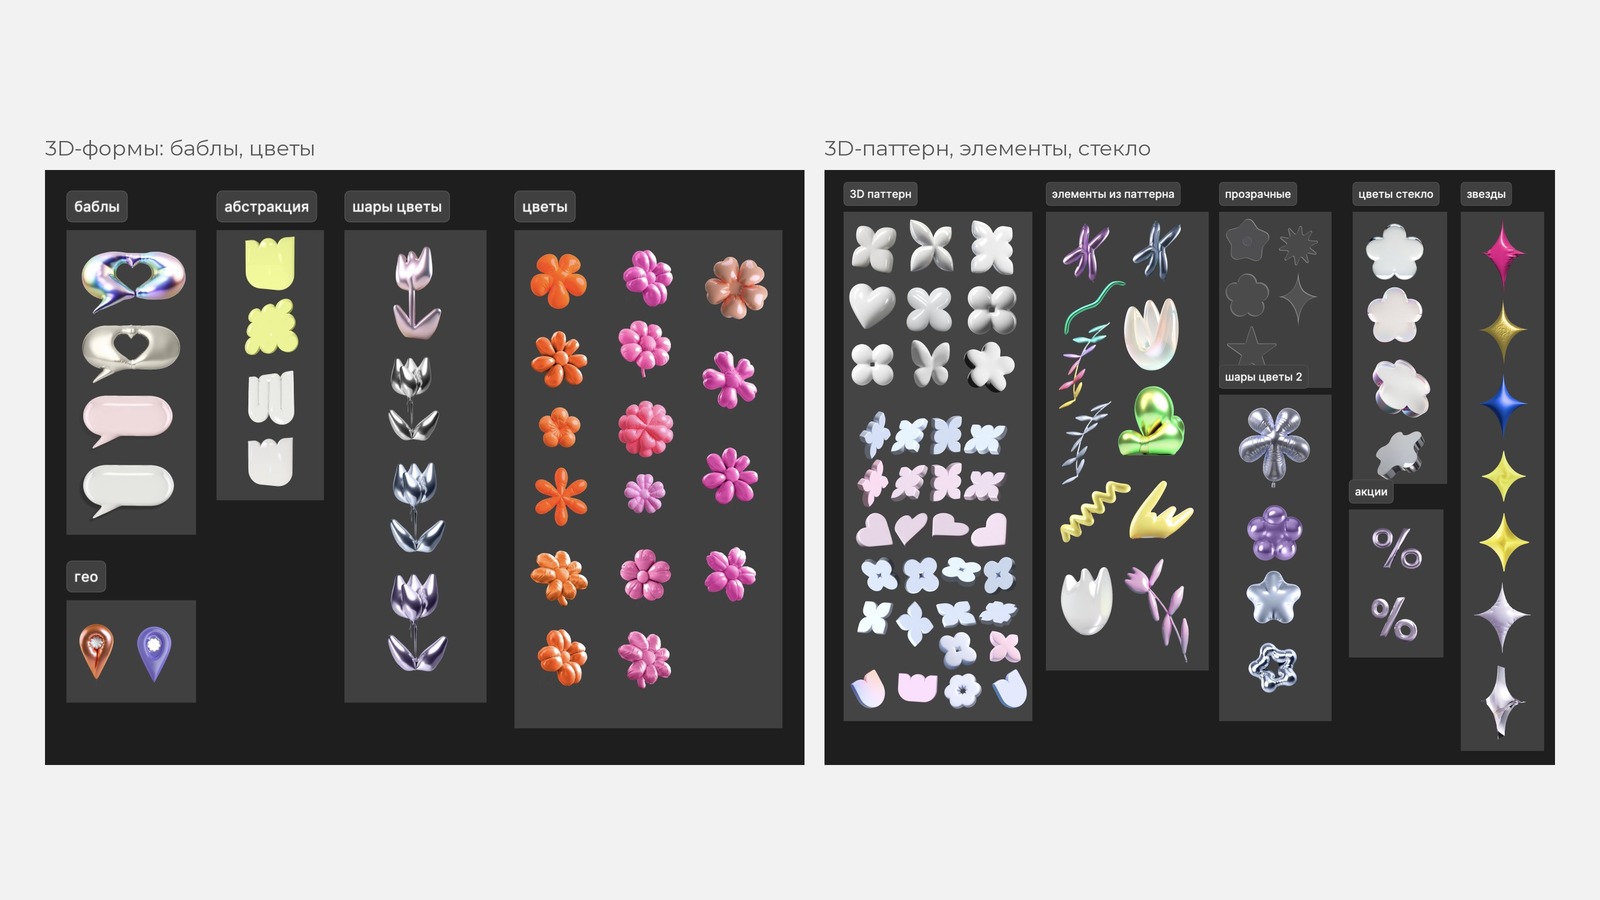 3D-формы: баблы, цветы
баблы
абстракция
шары цветы
цветы
гео
3D-паттерн, элементы, стекло
3D паттерн
элементы из паттерна
прозрачные
цветы стекло
звезды
шары цветы 2
акции
%
%